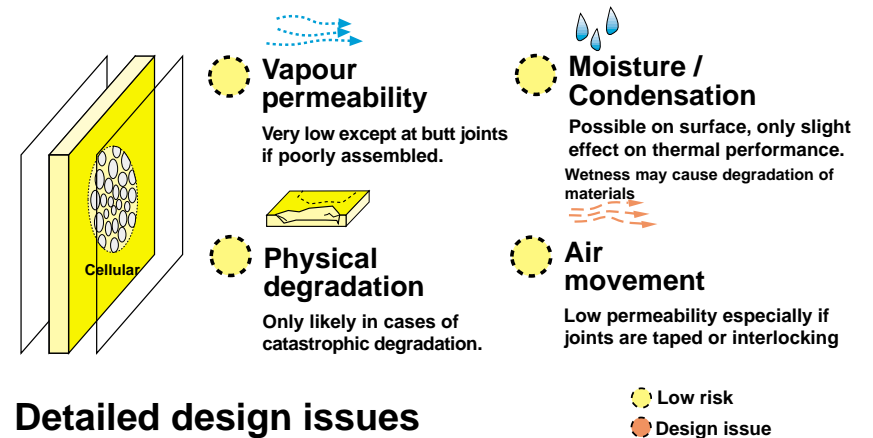 Cellular
Vapour
permeability
Very low except at butt joints
if poorly assembled.
Moisture /
Condensation
Possible on surface, only slight
effect on thermal performance.
Wetness may cause degradation of
materials
Physical
degradation
Only likely in cases of
catastrophic degradation.
Air
movement
Low permeability especially if
joints are taped or interlocking
Detailed design issues
Low risk
Design issue